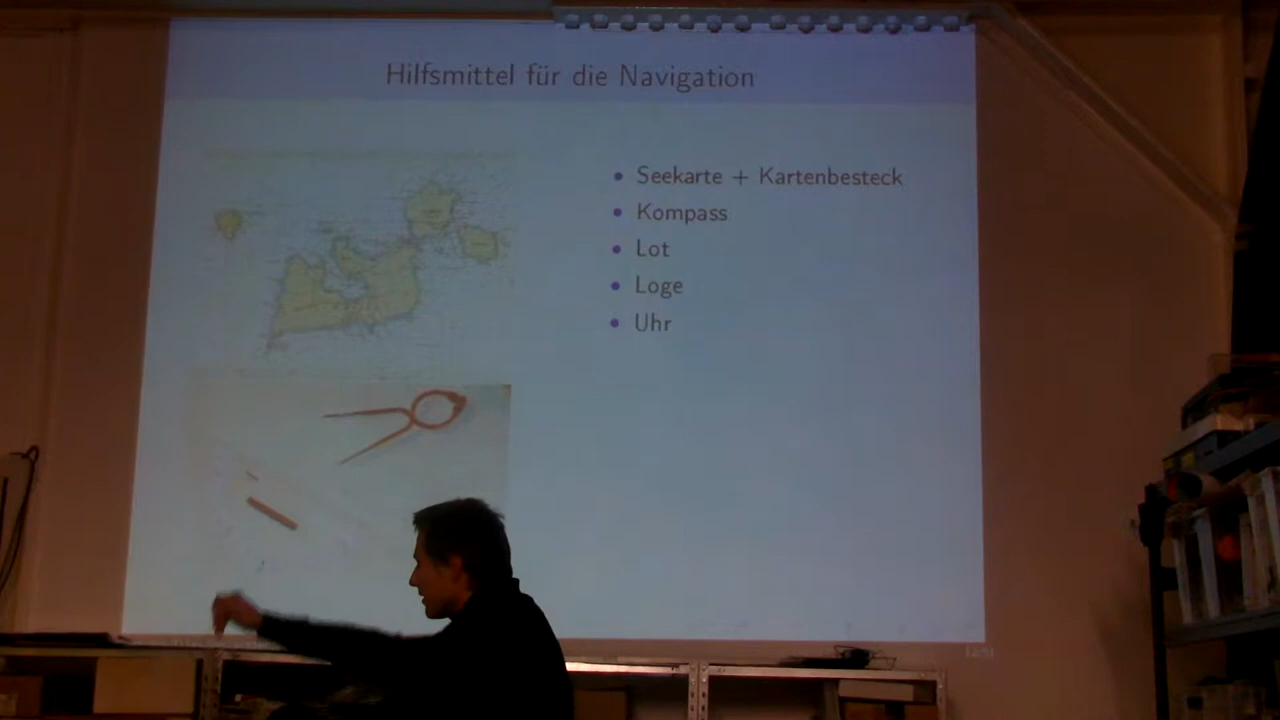 Hilfsmittel für die Navigation
Seekarte + Kartenbesteck
Kompass
Lot
Loge
Uhr